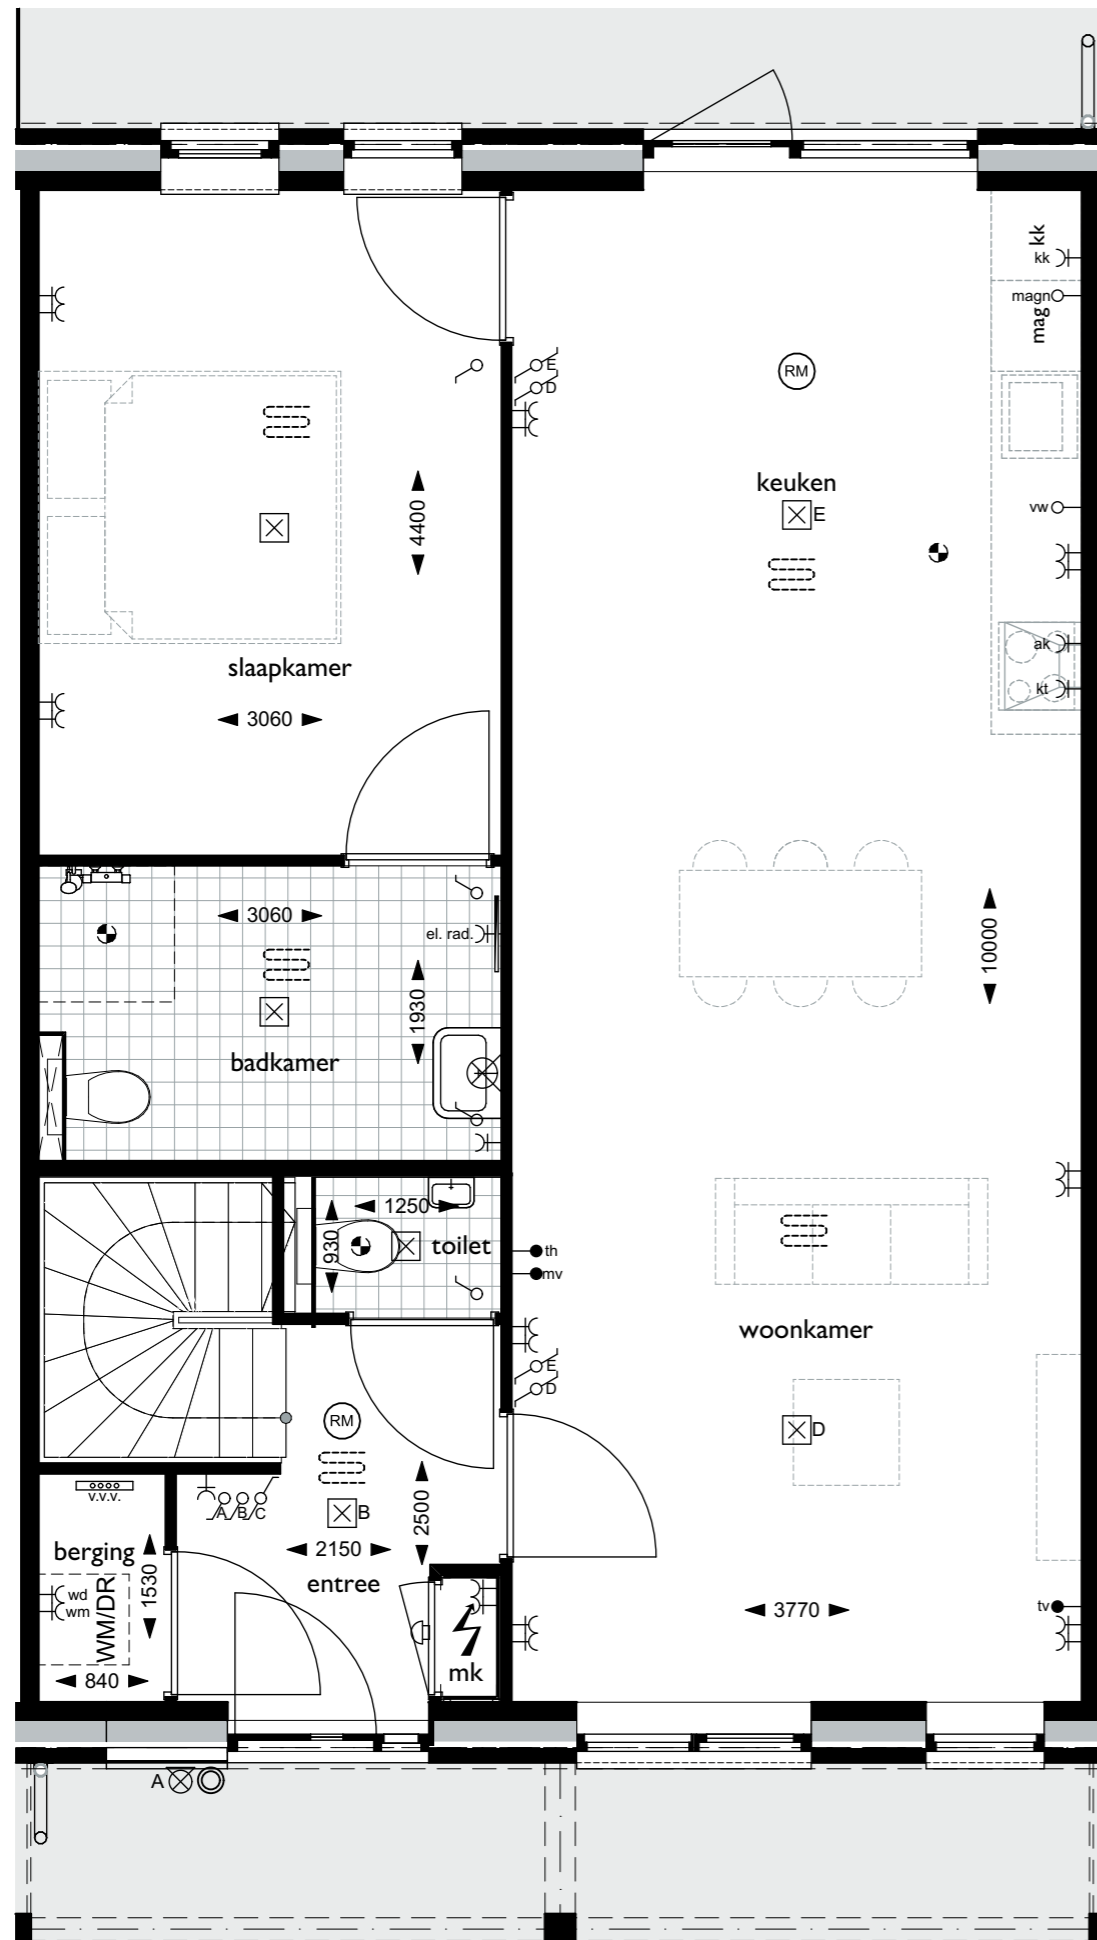 kk
kk
magn
mag
E
D
RM
keuken
E
4400
vw
slaapkamer
ak
kt
3060
3060
el. rad.
10000
1930
badkamer
1250
930
toilet
th
mv
woonkamer
E
D
RM
D
v.v.v.
A B C
B
2500
berging
2150
entree
1530
wd
wm
WM/DR
3770
tv
840
mk
A